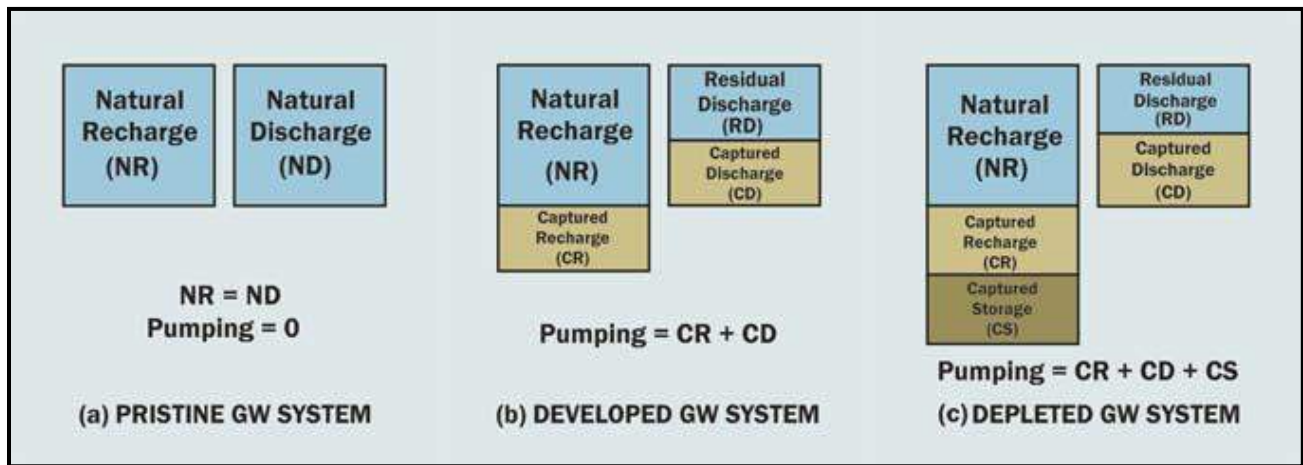 Natural
Recharge
(NR)
Natural
Discharge
(ND)
NR = ND
Pumping = 0
(a) PRISTINE GW SYSTEM
Natural
Recharge
(NR)
Captured
Recharge
(CR)
Residual
Discharge
(RD)
Captured
Discharge
(CD)
Pumping = CR + CD
(b) DEVELOPED GW SYSTEM
Natural
Recharge
(NR)
Captured
Recharge
(CR)
Captured
Storage
(CS)
Residual
Discharge
(RD)
Captured
Discharge
(CD)
Pumping = CR + CD + CS
(c) DEPLETED GW SYSTEM